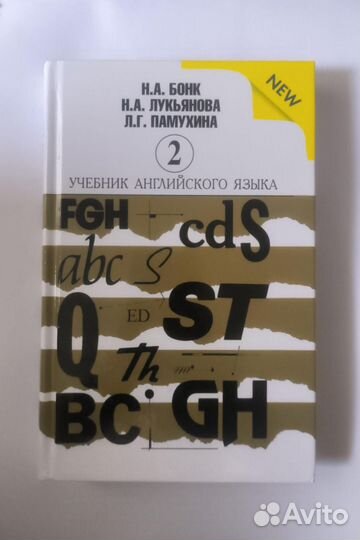 Н.А. БОНК
Н.А. ЛУКЬЯНОВА
Л.Г. ПАМУХИНА
NEW
2
УЧЕБНИК АНГЛИЙСКОГО ЯЗЫКА
FGH
cdS
abc S
Q
ED
ST
Th
BC
GH
Avito